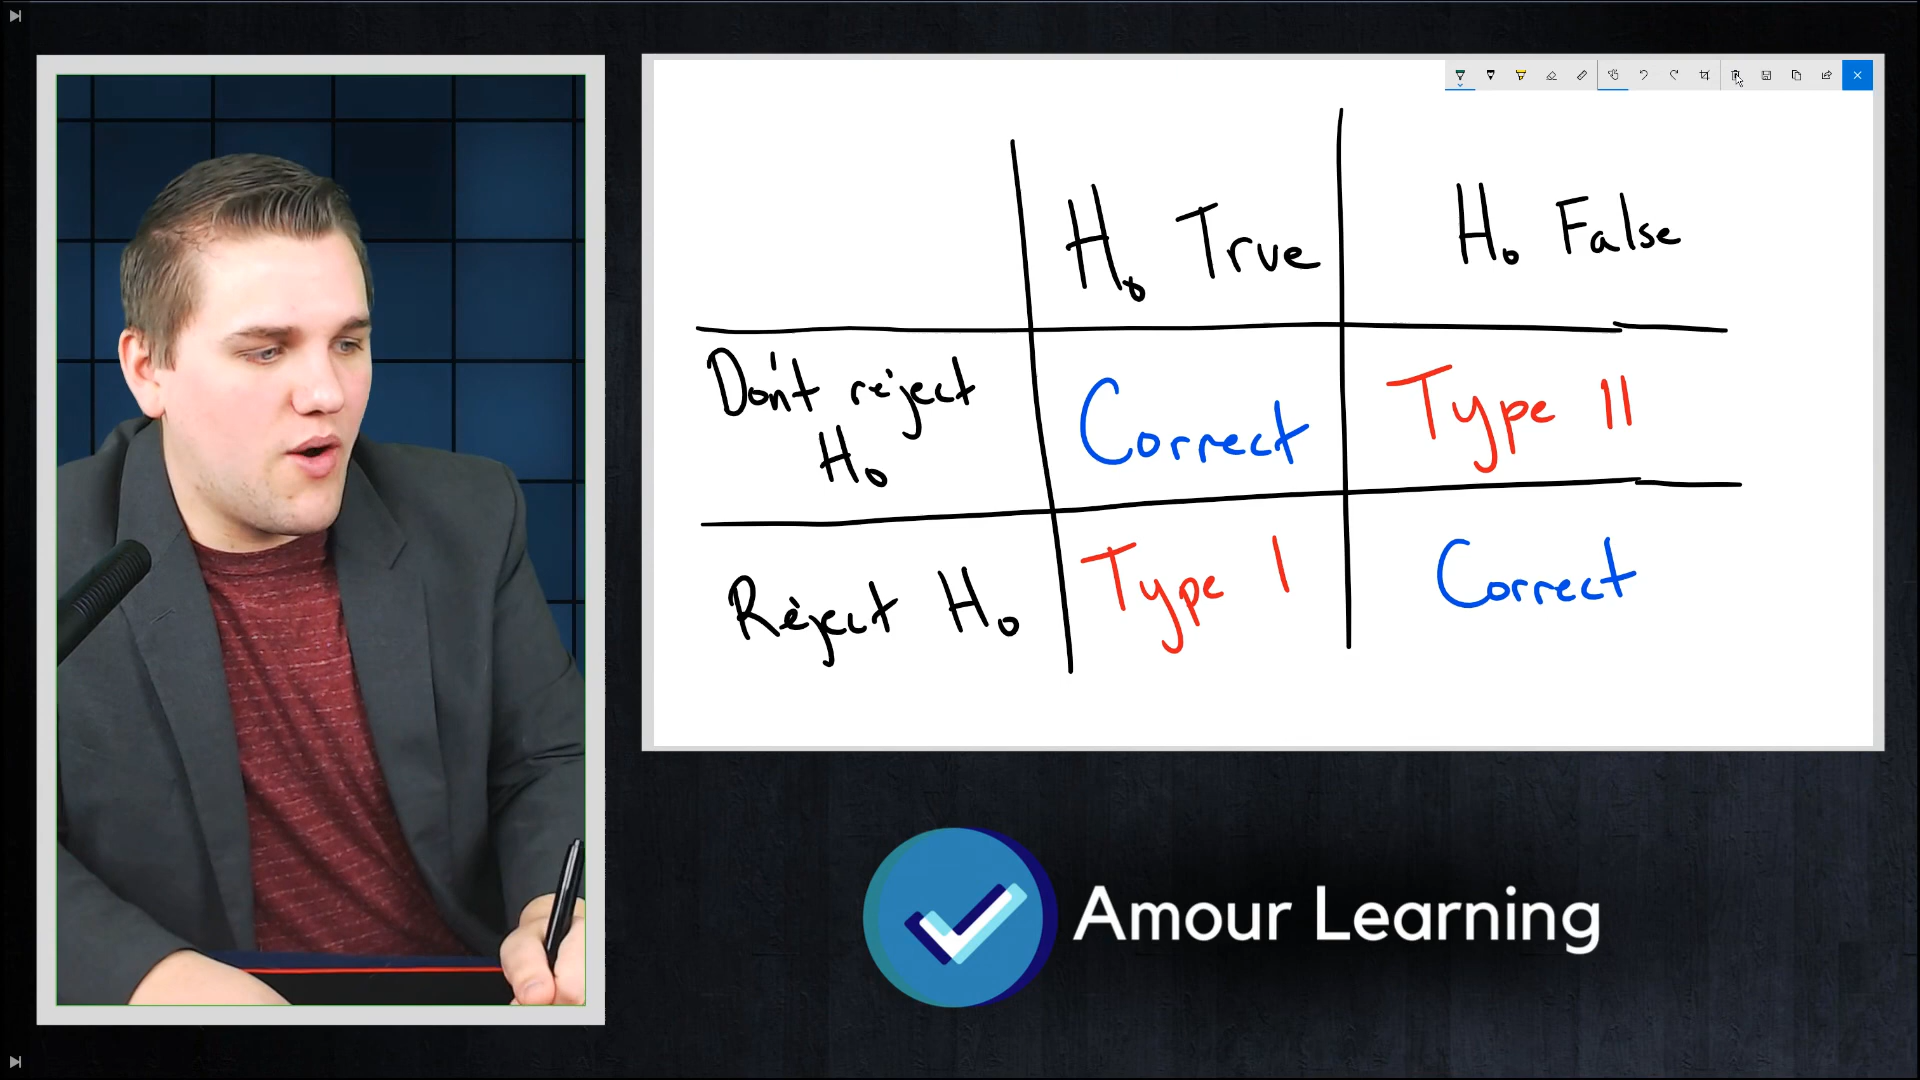 H₀ True H₀ False
Don't reject Correct Type II
H₀
Reject H₀ Type I Correct
Amour Learning